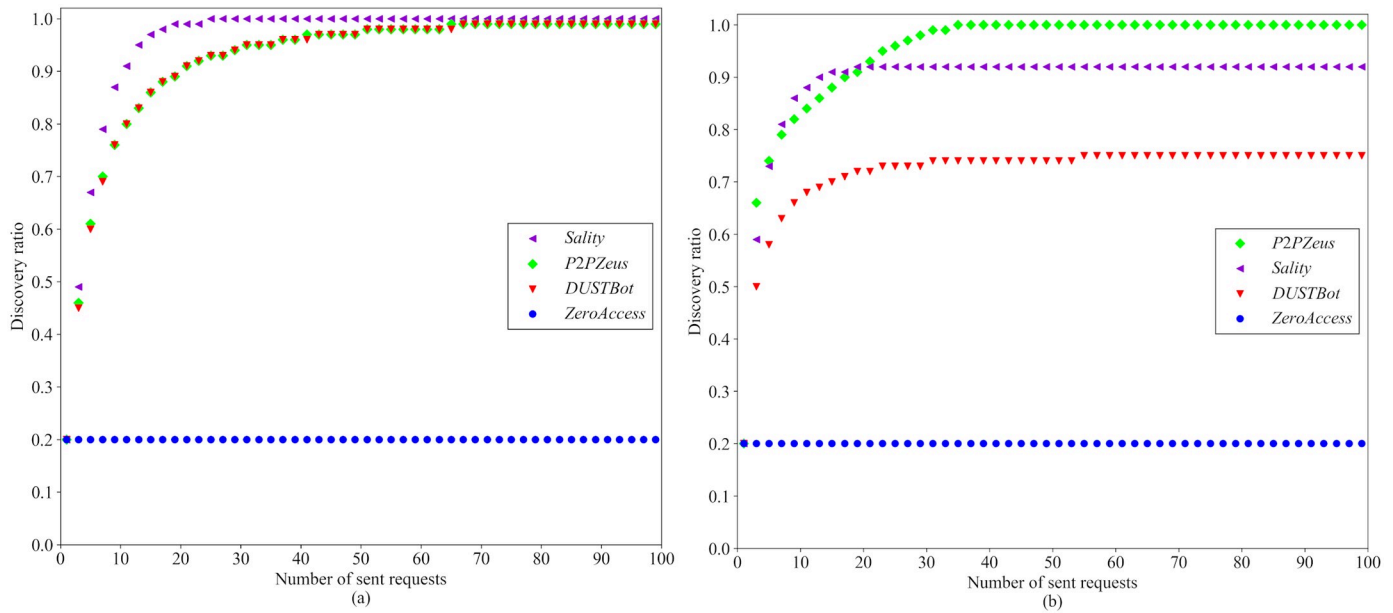 1.0
0.9
0.8
0.7
0.6
0.5
0.4
0.3
0.2
0.1
0.0
Discovery ratio
Sality
P2PZeus
DUSTBot
ZeroAccess
0 10 20 30 40 50 60 70 80 90 100
Number of sent requests
(a)
1.0
0.9
0.8
0.7
0.6
0.5
0.4
0.3
0.2
0.1
0.0
Discovery ratio
P2PZeus
Sality
DUSTBot
ZeroAccess
0 10 20 30 40 50 60 70 80 90 100
Number of sent requests
(b)